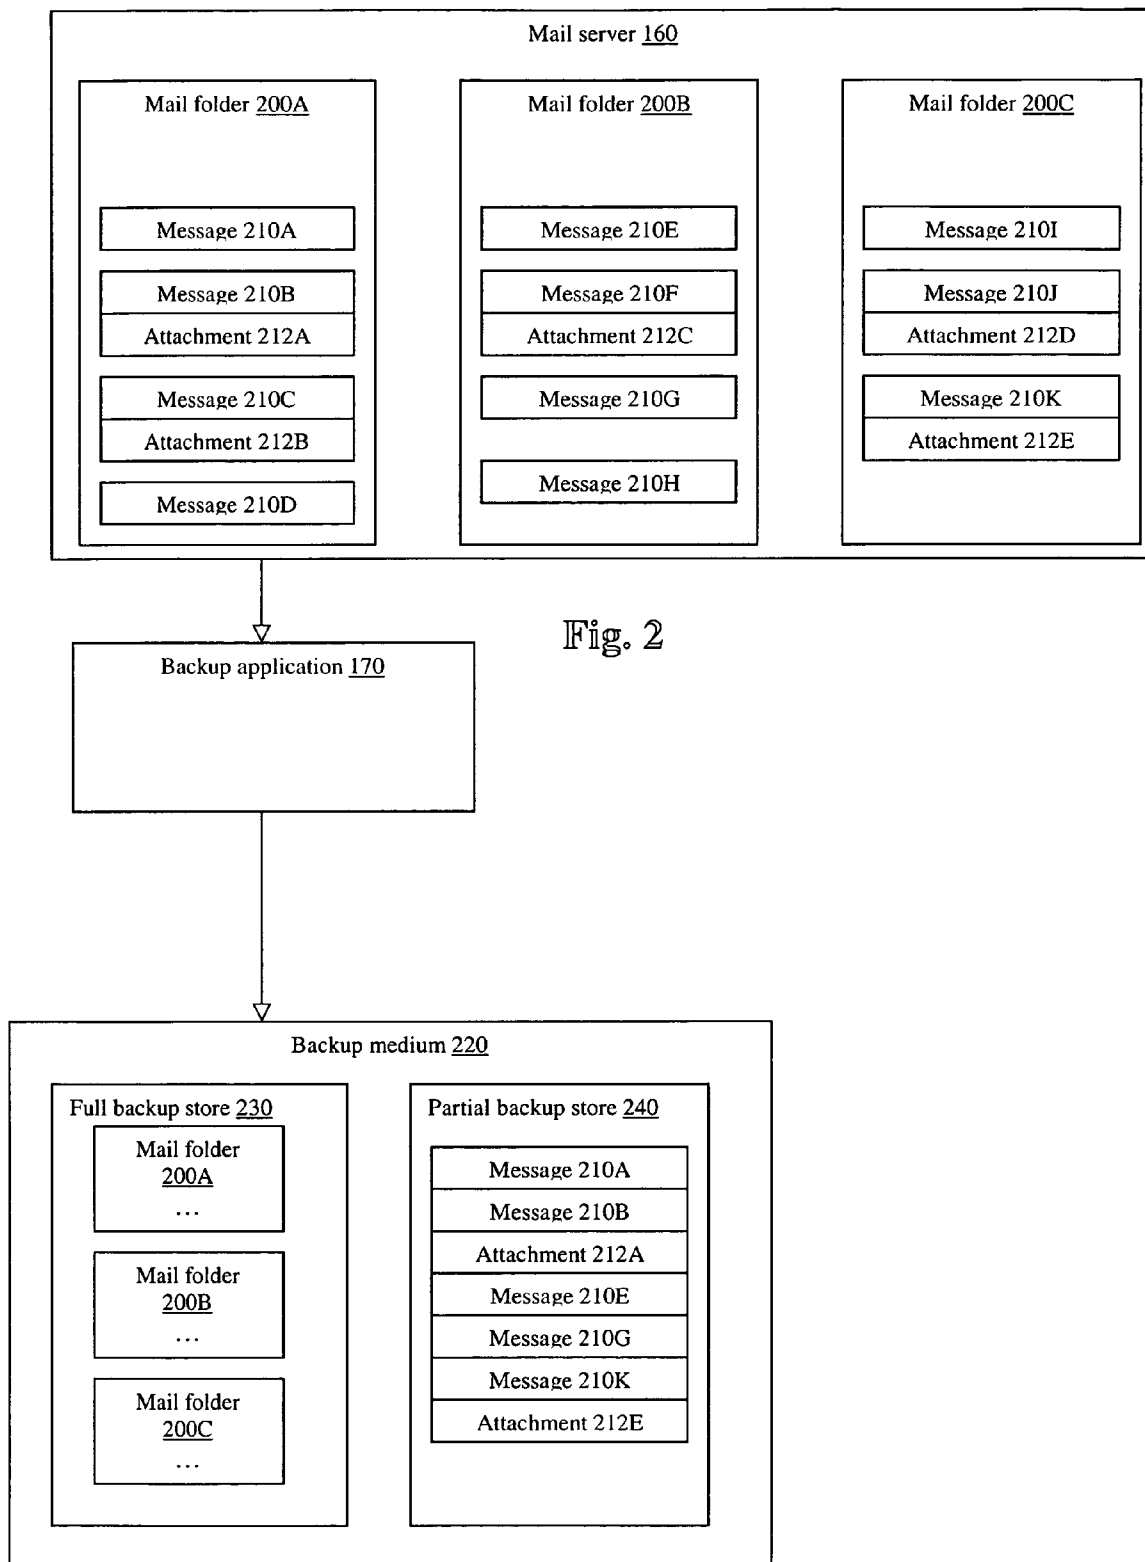 Mail server 160
Mail folder 200A
Message 210A
Message 210B
Attachment 212A
Message 210C
Attachment 212B
Message 210D
Mail folder 200B
Message 210E
Message 210F
Attachment 212C
Message 210G
Message 210H
Mail folder 200C
Message 210I
Message 210J
Attachment 212D
Message 210K
Attachment 212E
Fig. 2
Backup application 170
Backup medium 220
Full backup store 230
Mail folder
200A
...
Mail folder
200B
...
Mail folder
200C
...
Partial backup store 240
Message 210A
Message 210B
Attachment 212A
Message 210E
Message 210G
Message 210K
Attachment 212E